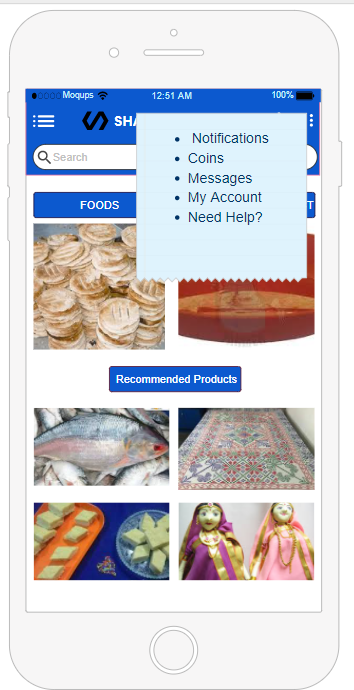 Moqups 12:51 AM 100%
SHA
Search
Notifications
Coins
Messages
My Account
Need Help?
FOODS T
Recommended Products